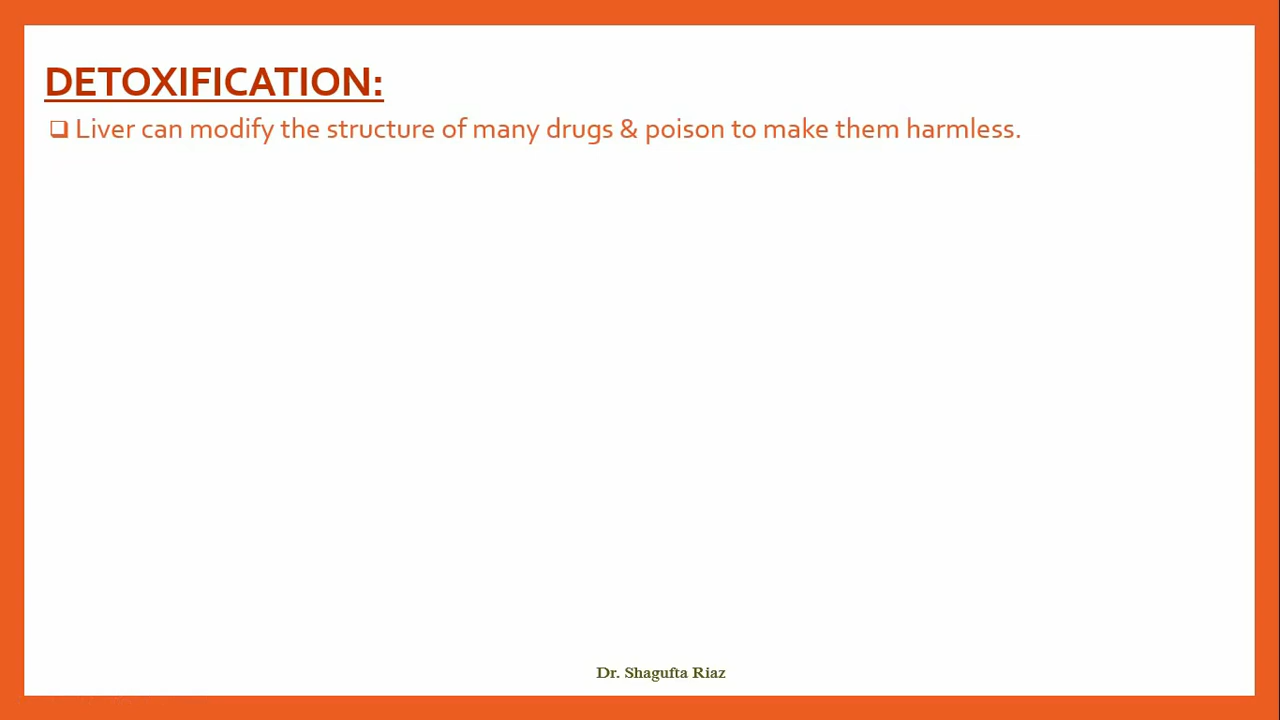 DETOXIFICATION:
❑ Liver can modify the structure of many drugs & poison to make them harmless.
Dr. Shagufta Riaz